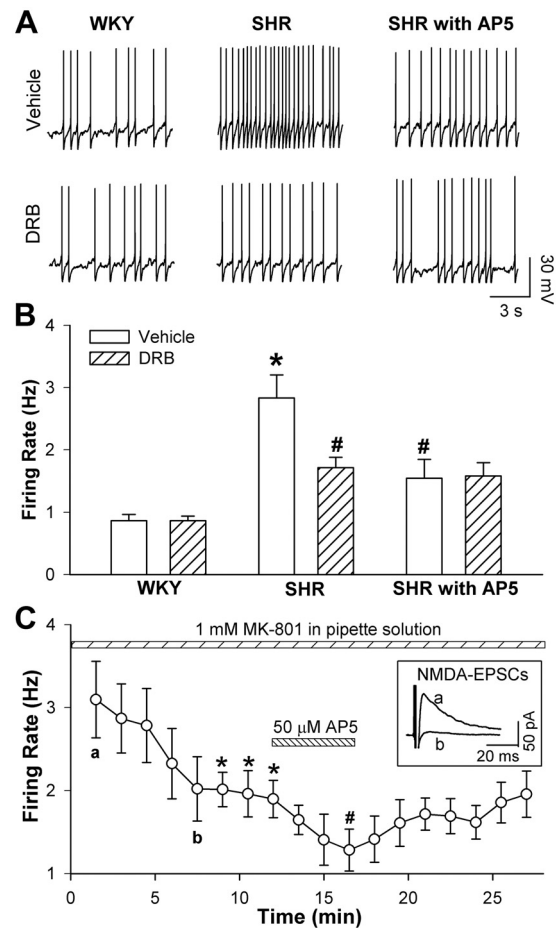 A
WKY SHR SHR with AP5
Vehicle
DRB
30 mV
3 s
B
4
3
2
1
0
Firing Rate (Hz)
Vehicle
DRB
*
#
#
WKY SHR SHR with AP5
C
4
3
2
1
Firing Rate (Hz)
1 mM MK-801 in pipette solution
NMDA-EPSCs
a
b
50 pA
20 ms
50 μM AP5
a
b
* * *
#
0 5 10 15 20 25
Time (min)